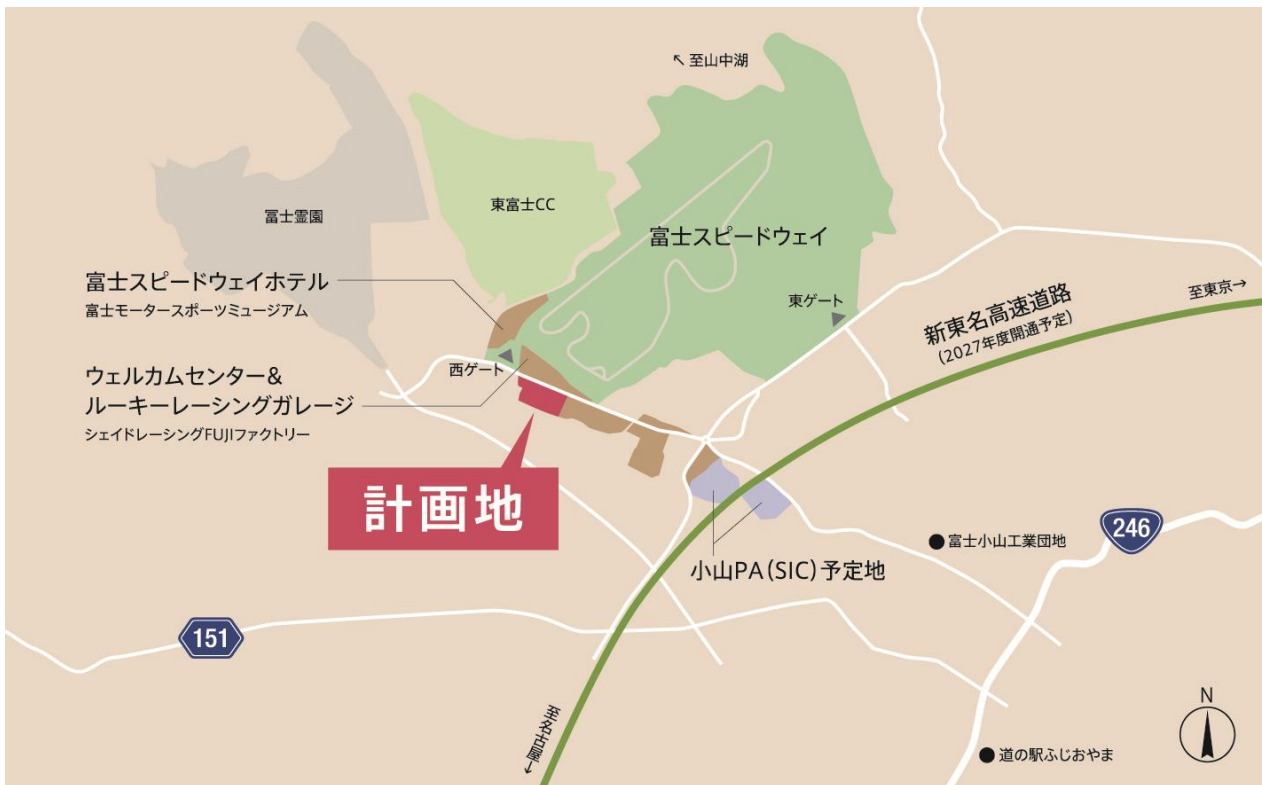 ↖至山中湖
東富士CC
冨士霊園
富士スピードウェイ
富士スピードウェイホテル
富士モータースポーツミュージアム
東ゲート
新東名高速道路
(2027年度開通予定)
至東京→
西ゲート
ウェルカムセンター&
ルーキーレーシングガレージ
シェイドレーシングFUJIファクトリー
計画地
小山PA(SIC)予定地
246
富士小山工業団地
151
至名古屋→
道の駅ふじおやま
N